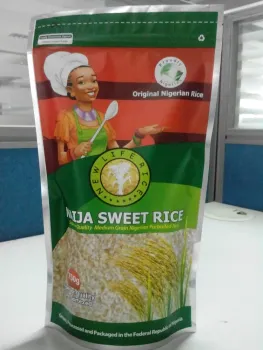 Original Nigerian Rice
NEW LIFE RICE
NIJA SWEET RICE
Quality Medium Grain Nigerian Parboiled Rice
Processed and Packaged in the Federal Republic of Nigeria